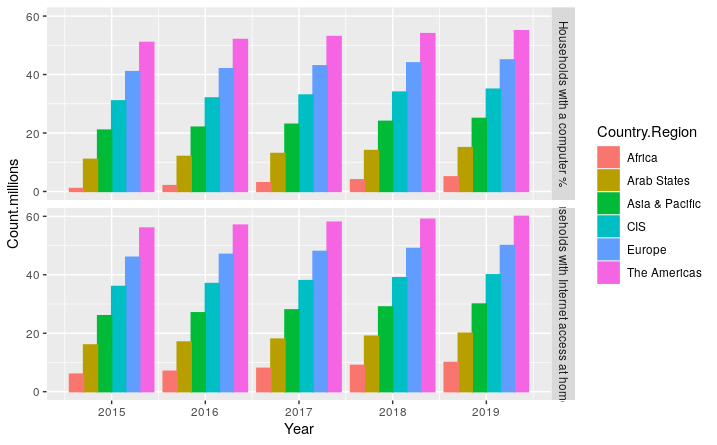 Count.millions
60
40
20
0
Households with a computer %
60
40
20
0
seholds with Internet access at hom
2015 2016 2017 2018 2019
Year
Country.Region
Africa
Arab States
Asia & Pacific
CIS
Europe
The Americas